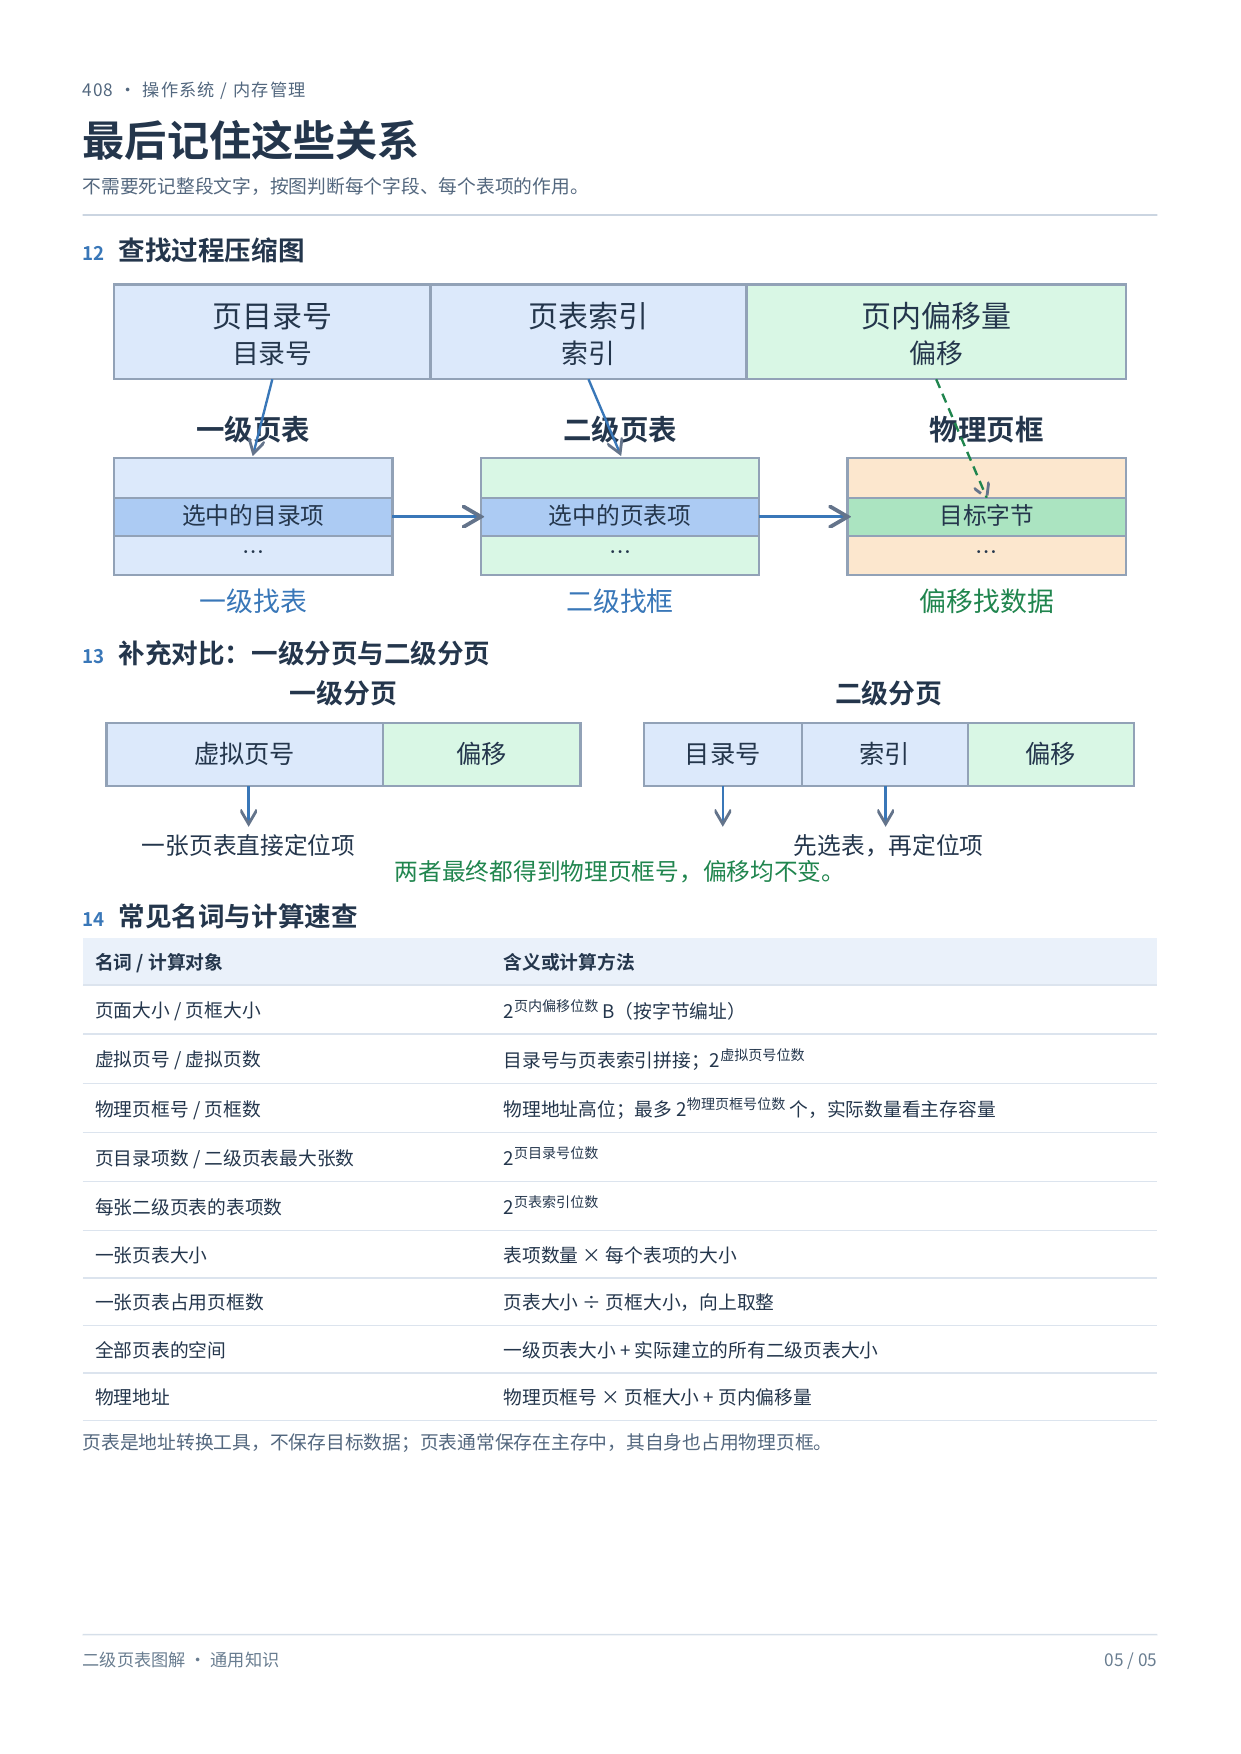 408 · 操作系统 / 内存管理
最后记住这些关系
不需要死记整段文字，按图判断每个字段、每个表项的作用。
12 查找过程压缩图
页目录号 页表索引 页内偏移量
目录号 索引 偏移
一级页表 二级页表 物理页框
选中的目录项 选中的页表项 目标字节
… … …
一级找表 二级找框 偏移找数据
13 补充对比：一级分页与二级分页
一级分页 二级分页
虚拟页号 偏移 目录号 索引 偏移
一张页表直接定位项 先选表，再定位项
两者最终都得到物理页框号，偏移均不变。
14 常见名词与计算速查
名词 / 计算对象 含义或计算方法
页面大小 / 页框大小 2^页内偏移位数 B（按字节编址）
虚拟页号 / 虚拟页数 目录号与页表索引拼接；2^虚拟页号位数
物理页框号 / 页框数 物理地址高位；最多 2^物理页框号位数 个，实际数量看主存容量
页目录项数 / 二级页表最大张数 2^页目录号位数
每张二级页表的表项数 2^页表索引位数
一张页表大小 表项数量 × 每个表项的大小
一张页表占用页框数 页表大小 ÷ 页框大小，向上取整
全部页表的空间 一级页表大小 + 实际建立的所有二级页表大小
物理地址 物理页框号 × 页框大小 + 页内偏移量
页表是地址转换工具，不保存目标数据；页表通常保存在主存中，其自身也占用物理页框。
二级页表图解 · 通用知识 05 / 05